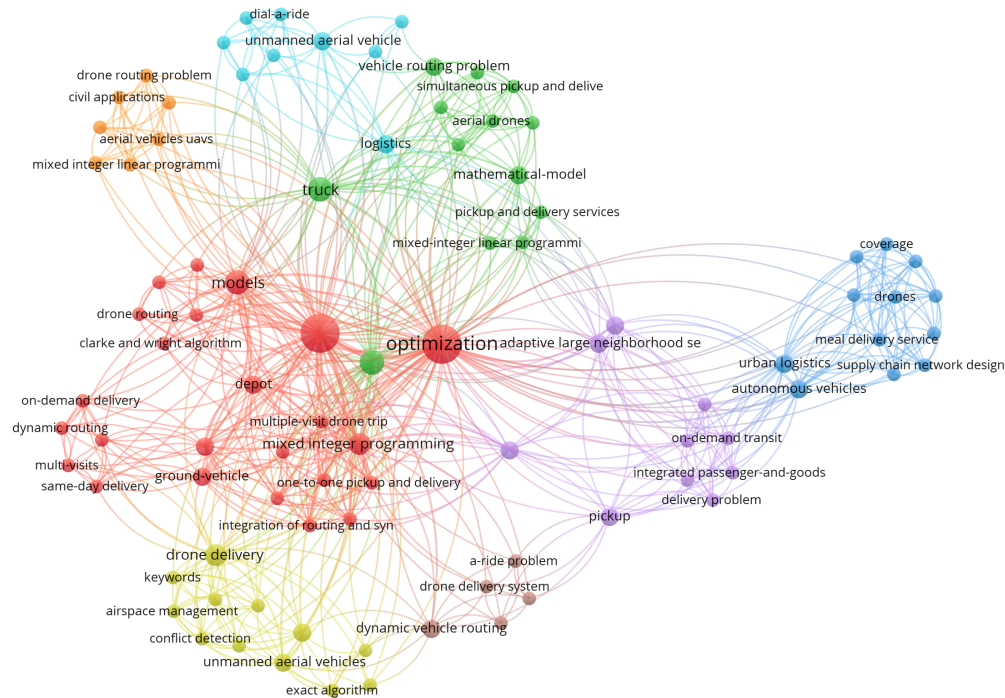 dial-a-ride
unmanned aerial vehicle
vehicle routing problem
drone routing problem
simultaneous pickup and delive
civil applications
aerial drones
aerial vehicles uavs
logistics
mixed integer linear programmi
mathematical-model
truck
pickup and delivery services
mixed-integer linear programmi
coverage
models
drones
drone routing
meal delivery service
clarke and wright algorithm
optimization
adaptive large neighborhood se
urban logistics
supply chain network design
depot
autonomous vehicles
on-demand delivery
multiple-visit drone trip
dynamic routing
mixed integer programming
on-demand transit
multi-visits
ground-vehicle
integrated passenger-and-goods
same-day delivery
one-to-one pickup and delivery
delivery problem
pickup
integration of routing and syn
drone delivery
a-ride problem
keywords
drone delivery system
airspace management
dynamic vehicle routing
conflict detection
unmanned aerial vehicles
exact algorithm